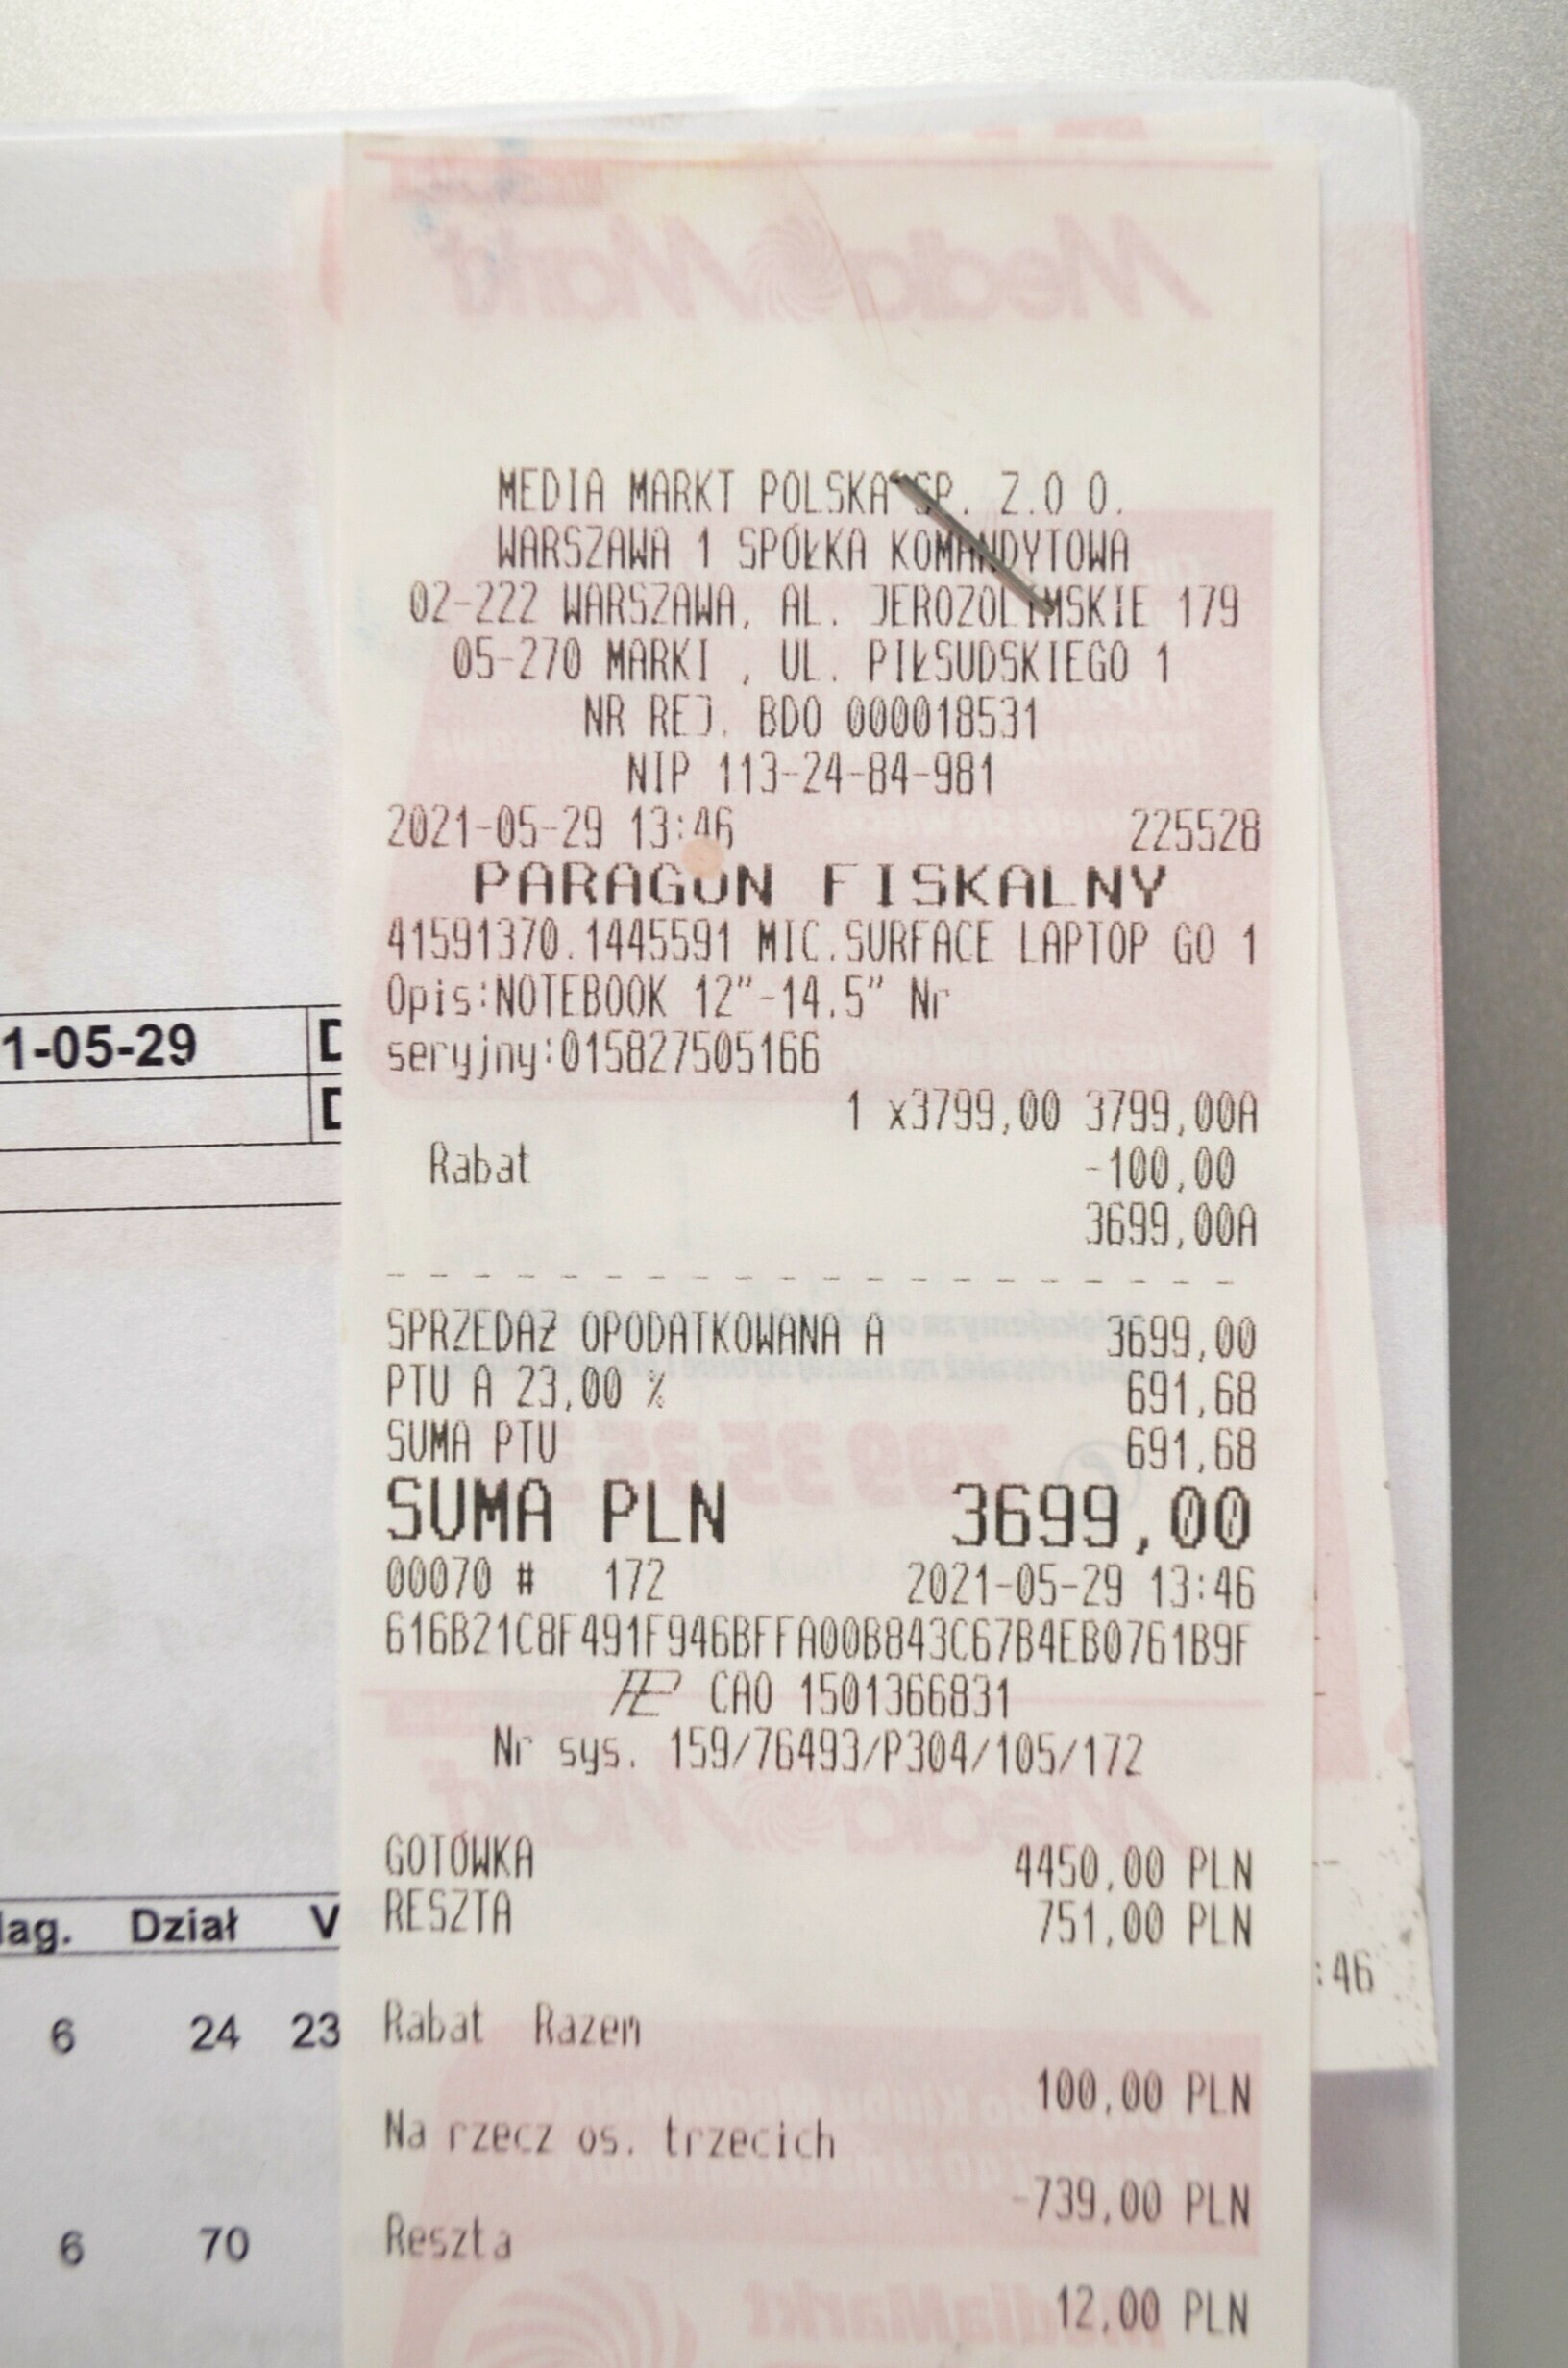 MEDIA MARKT POLSKA SP. Z.O O.
WARSZAWA 1 SPÓŁKA KOMANDYTOWA
02-222 WARSZAWA, AL. JEROZOLIMSKIE 179
05-270 MARKI , UL. PIŁSUDSKIEGO 1
NR REJ. BDO 000018531
NIP 113-24-84-981
2021-05-29 13:46 225528
PARAGON FISKALNY
41591370.1445591 MIC.SURFACE LAPTOP GO 1
Opis:NOTEBOOK 12"-14.5" Nr
seryjny:015827505166
1 x3799,00 3799,00A
Rabat -100,00
3699,00A
SPRZEDAŻ OPODATKOWANA A 3699,00
PTU A 23,00 % 691,68
SUMA PTU 691,68
SUMA PLN 3699,00
00070 # 172 2021-05-29 13:46
616B21C8F491F946BFFA00B843C67B4EB0761B9F
CAO 1501366831
Nr sys. 159/76493/P304/105/172
GOTÓWKA 4450,00 PLN
RESZTA 751,00 PLN
Rabat Razem
100,00 PLN
Na rzecz os. trzecich
-739,00 PLN
Reszta
12,00 PLN
1-05-29 D
D
ag. Dział V
6 24 23
6 70
:46
Media Markt